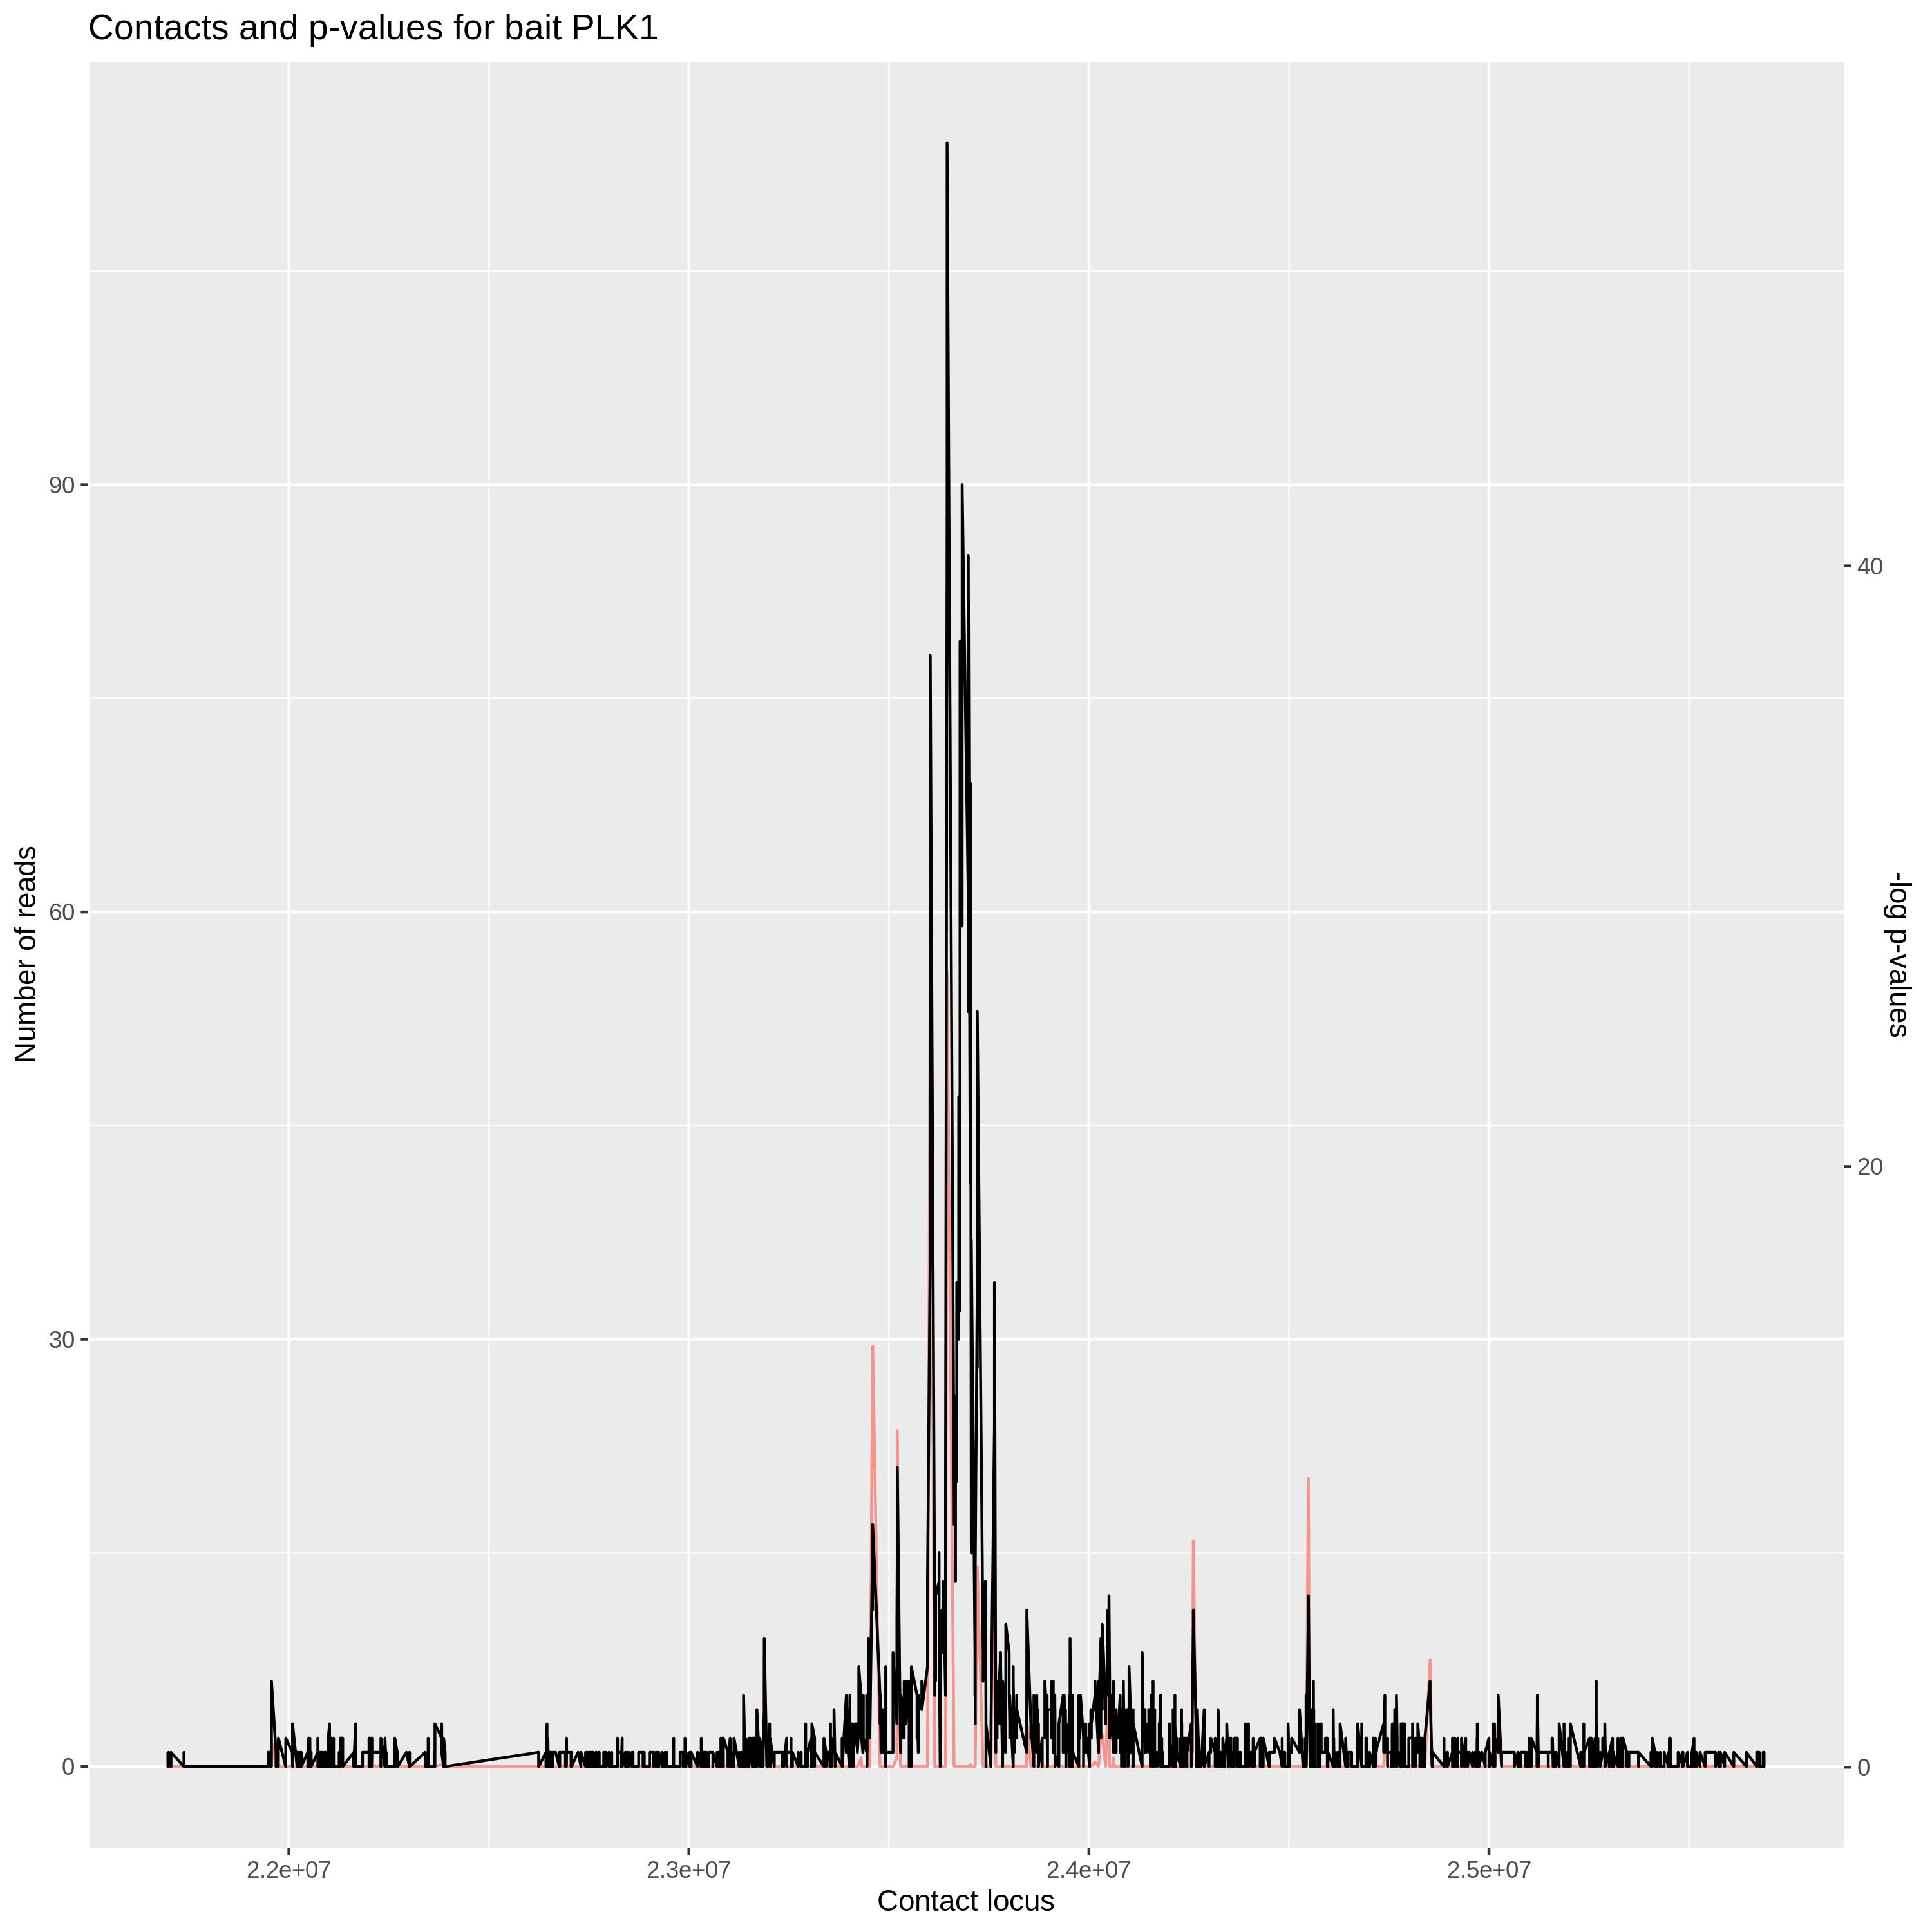 Contacts and p-values for bait PLK1
Number of reads
90
60
30
0
40
20
0
-log p-values
2.2e+07
2.3e+07
2.4e+07
2.5e+07
Contact locus